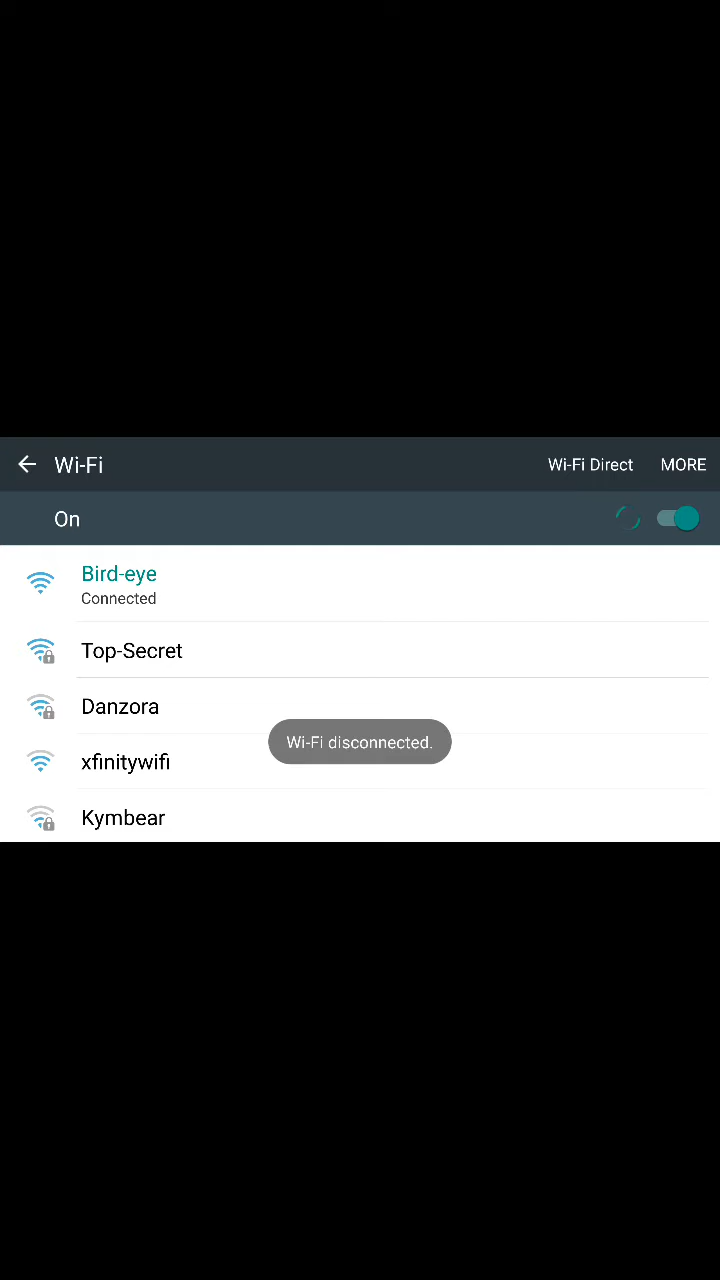 Wi-Fi Wi-Fi Direct MORE
On
Bird-eye
Connected
Top-Secret
Danzora
Wi-Fi disconnected.
xfinitywifi
Kymbear